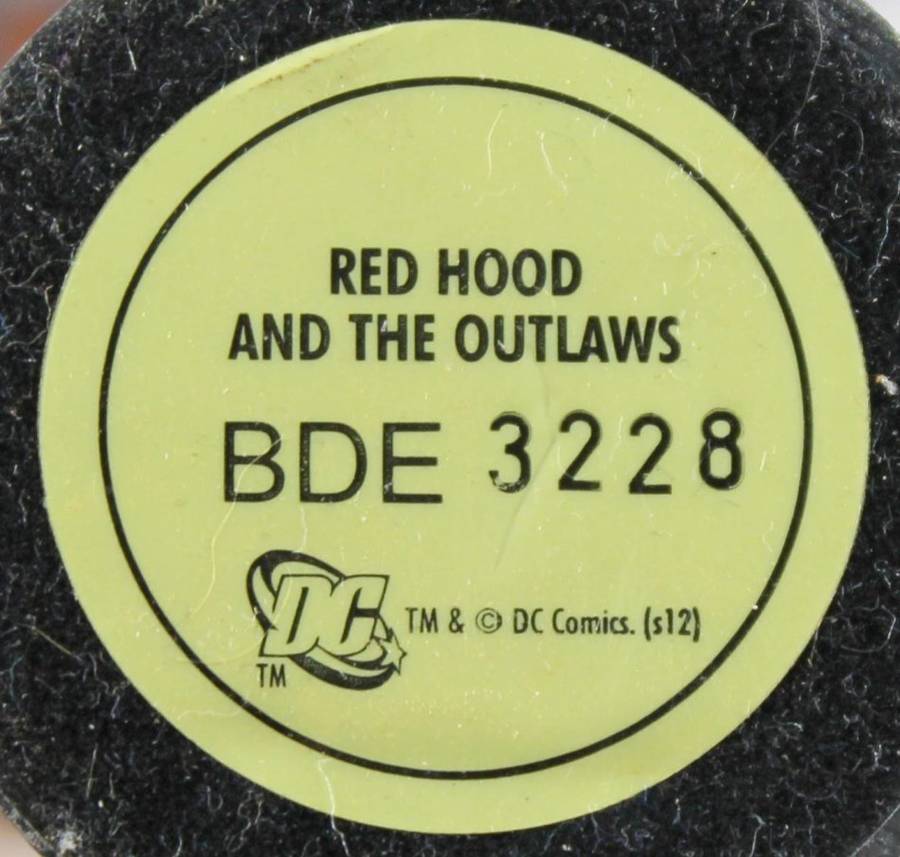 RED HOOD
AND THE OUTLAWS
BDE 3228
DC TM & © DC Comics. (s12)
TM